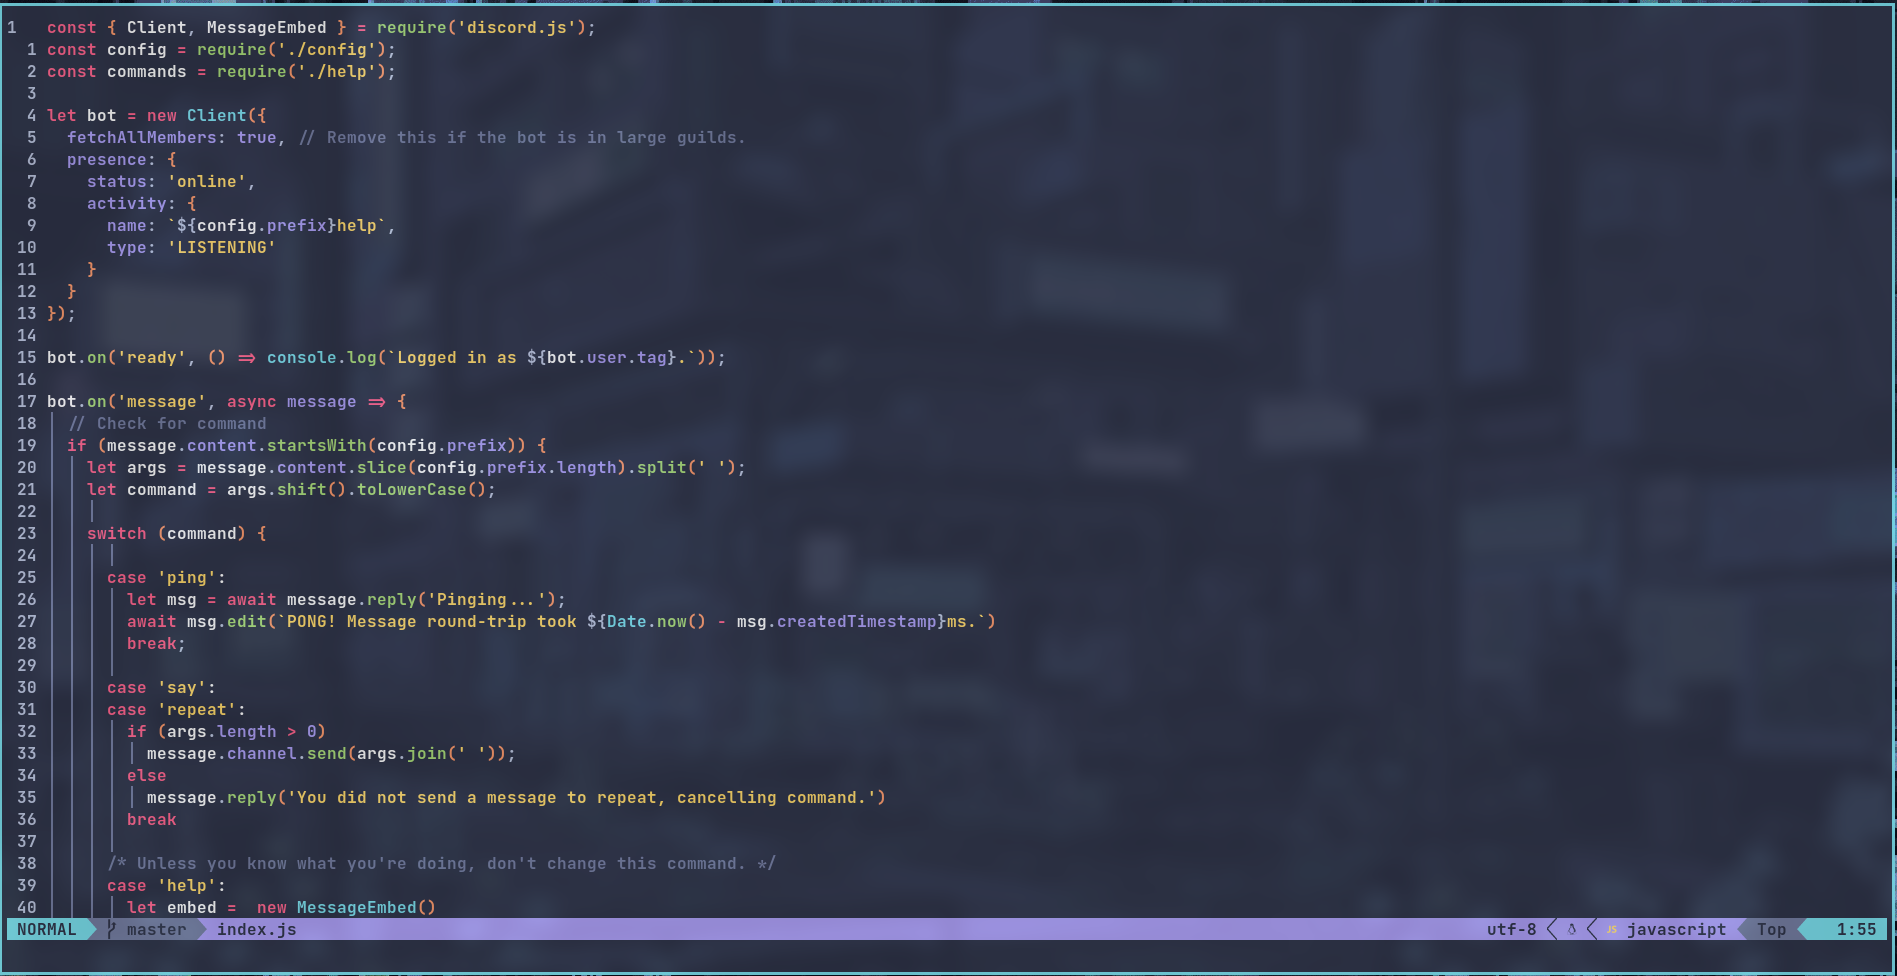 1   const { Client, MessageEmbed } = require('discord.js');
  1 const config = require('./config');
  2 const commands = require('./help');
  3
  4 let bot = new Client({
  5   fetchAllMembers: true, // Remove this if the bot is in large guilds.
  6   presence: {
  7     status: 'online',
  8     activity: {
  9       name: `${config.prefix}help`,
 10       type: 'LISTENING'
 11     }
 12   }
 13 });
 14
 15 bot.on('ready', () => console.log(`Logged in as ${bot.user.tag}.`));
 16
 17 bot.on('message', async message => {
 18   // Check for command
 19   if (message.content.startsWith(config.prefix)) {
 20     let args = message.content.slice(config.prefix.length).split(' ');
 21     let command = args.shift().toLowerCase();
 22
 23     switch (command) {
 24
 25       case 'ping':
 26         let msg = await message.reply('Pinging...');
 27         await msg.edit(`PONG! Message round-trip took ${Date.now() - msg.createdTimestamp}ms.`)
 28         break;
 29
 30       case 'say':
 31       case 'repeat':
 32         if (args.length > 0)
 33           message.channel.send(args.join(' '));
 34         else
 35           message.reply('You did not send a message to repeat, cancelling command.')
 36         break
 37
 38       /* Unless you know what you're doing, don't change this command. */
 39       case 'help':
 40         let embed =  new MessageEmbed()
NORMAL master index.js utf-8 JS javascript Top 1:55